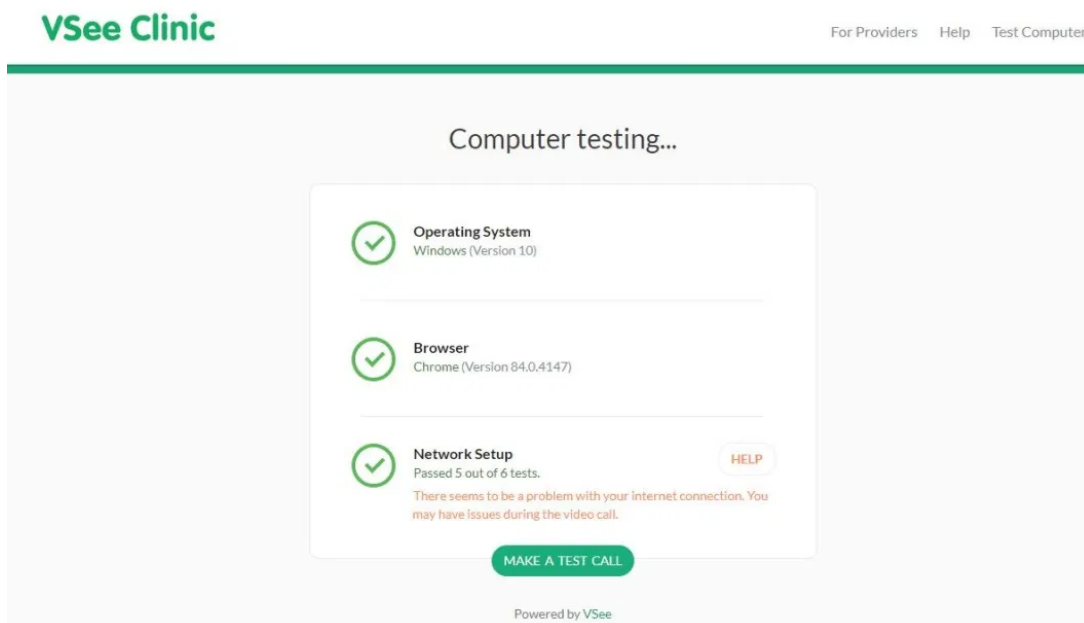 VSee Clinic
For Providers Help Test Computer
Computer testing...
Operating System
Windows (Version 10)
Browser
Chrome (Version 84.0.4147)
Network Setup
HELP
Passed 5 out of 6 tests.
There seems to be a problem with your internet connection. You
may have issues during the video call.
MAKE A TEST CALL
Powered by VSee